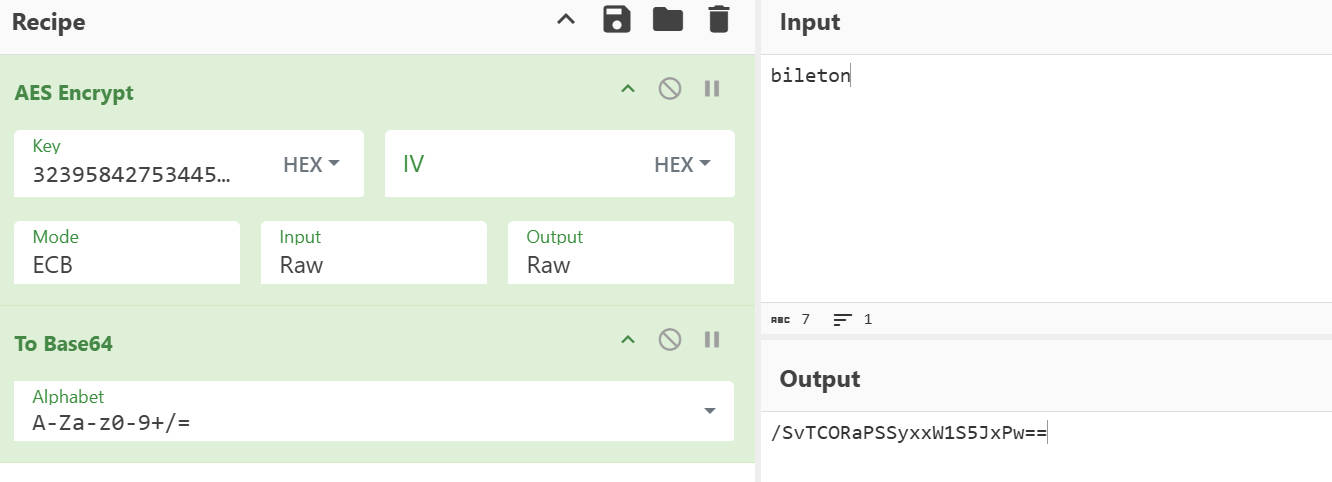 Recipe
AES Encrypt
Key
32395842753445…
HEX
IV
HEX
Mode
ECB
Input
Raw
Output
Raw
To Base64
Alphabet
A-Za-z0-9+/=
Input
bileton
ABC 7 1
Output
/SvTCORaPSSyxxW1S5JxPw==